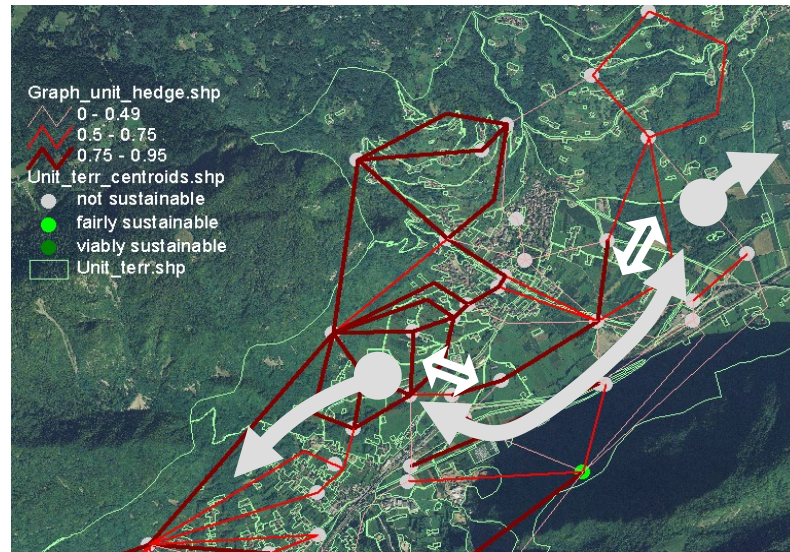 Graph_unit_hedge.shp
0 - 0.49
0.5 - 0.75
0.75 - 0.95
Unit_terr_centroids.shp
not sustainable
fairly sustainable
viably sustainable
Unit_terr.shp